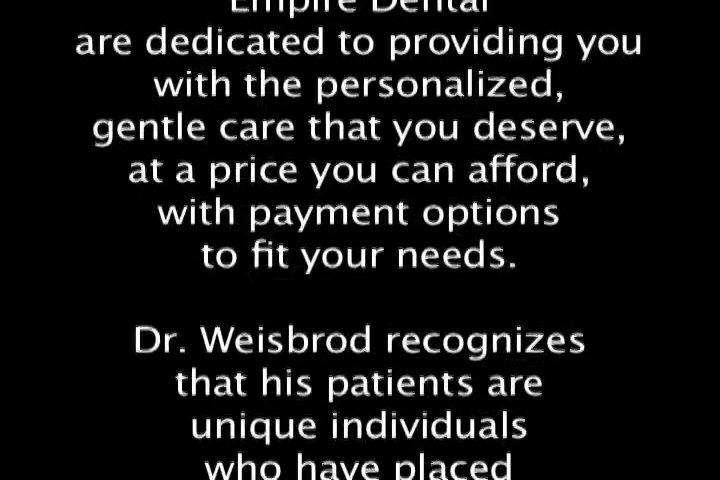 Empire Dental
are dedicated to providing you
with the personalized,
gentle care that you deserve,
at a price you can afford,
with payment options
to fit your needs.
Dr. Weisbrod recognizes
that his patients are
unique individuals
who have placed